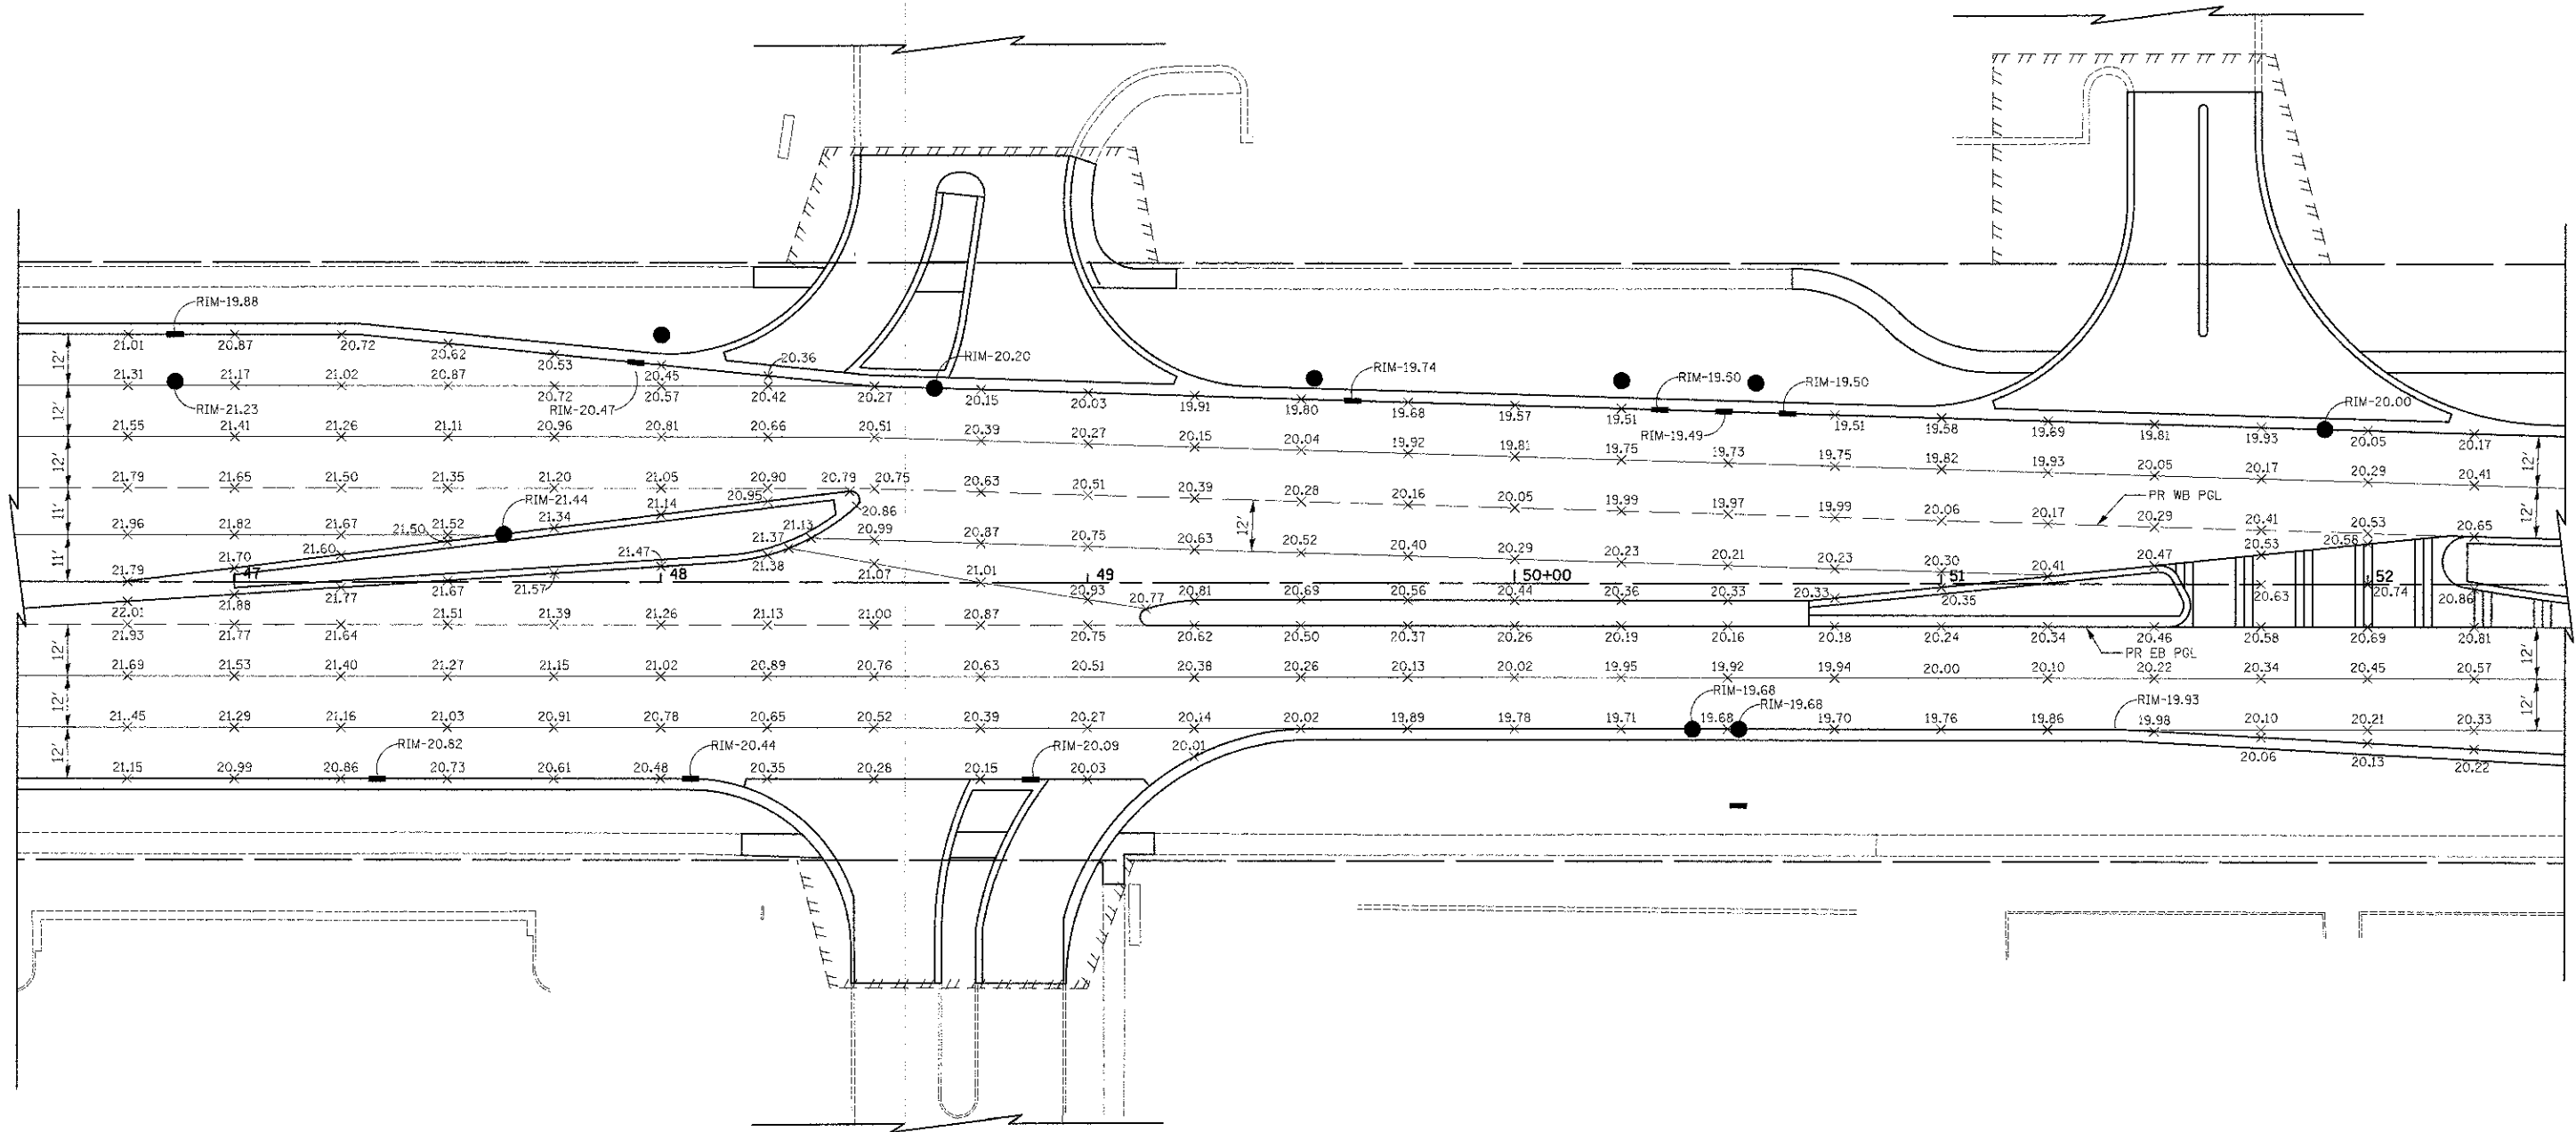 RIM-19.88
21.01 20.87 20.72 20.62 20.53 20.45 20.36
RIM-20.20 RIM-19.74 RIM-19.50 RIM-19.50 RIM-20.00
12'
21.31 21.17 21.02 20.87 20.72 20.57 20.42 20.27 20.15 20.03 19.91 19.80 19.68 19.57 19.51 19.51 19.58 19.69 19.81 19.93 20.05 20.17
RIM-21.23 RIM-20.47 RIM-19.49
12'
21.55 21.41 21.26 21.11 20.96 20.81 20.66 20.51 20.39 20.27 20.15 20.04 19.92 19.81 19.75 19.73 19.75 19.82 19.93 20.05 20.17 20.29 20.41
12' 12'
21.79 21.65 21.50 21.35 21.20 21.05 20.90 20.79 20.75 20.63 20.51 20.39 20.28 20.16 20.05 19.99 19.97 19.99 20.06 20.17 20.29 20.41 20.53 20.65
RIM-21.44 PR WB PGL
11' 12' 12'
21.96 21.82 21.67 21.50 21.52 21.34 21.14 20.95 20.86
21.13 20.99 20.87 20.75 20.63 20.52 20.40 20.29 20.23 20.21 20.23 20.30 20.41 20.47 20.53 20.58
11'
21.79 21.70 21.60 21.47 21.37 21.38 21.07 21.01 20.93
47 48 49 50+00 51 52
22.01 21.88 21.77 21.67 21.57 20.77 20.81 20.69 20.56 20.44 20.36 20.33 20.33 20.35 20.63 20.74 20.86
21.93 21.77 21.64 21.51 21.39 21.26 21.13 21.00 20.87 20.75 20.62 20.50 20.37 20.26 20.19 20.16 20.18 20.24 20.34 20.46 20.58 20.69 20.81
12' PR EB PGL 12'
21.69 21.53 21.40 21.27 21.15 21.02 20.89 20.76 20.63 20.51 20.38 20.26 20.13 20.02 19.95 19.92 19.94 20.00 20.10 20.22 20.34 20.45 20.57
12' RIM-19.68 RIM-19.68 RIM-19.93 12'
21.45 21.29 21.16 21.03 20.91 20.78 20.65 20.52 20.39 20.27 20.14 20.02 19.89 19.78 19.71 19.68 19.70 19.76 19.86 19.98 20.10 20.21 20.33
12' RIM-20.82 RIM-20.44 RIM-20.09 20.01
21.15 20.99 20.86 20.73 20.61 20.48 20.35 20.26 20.15 20.03 20.06 20.13 20.22